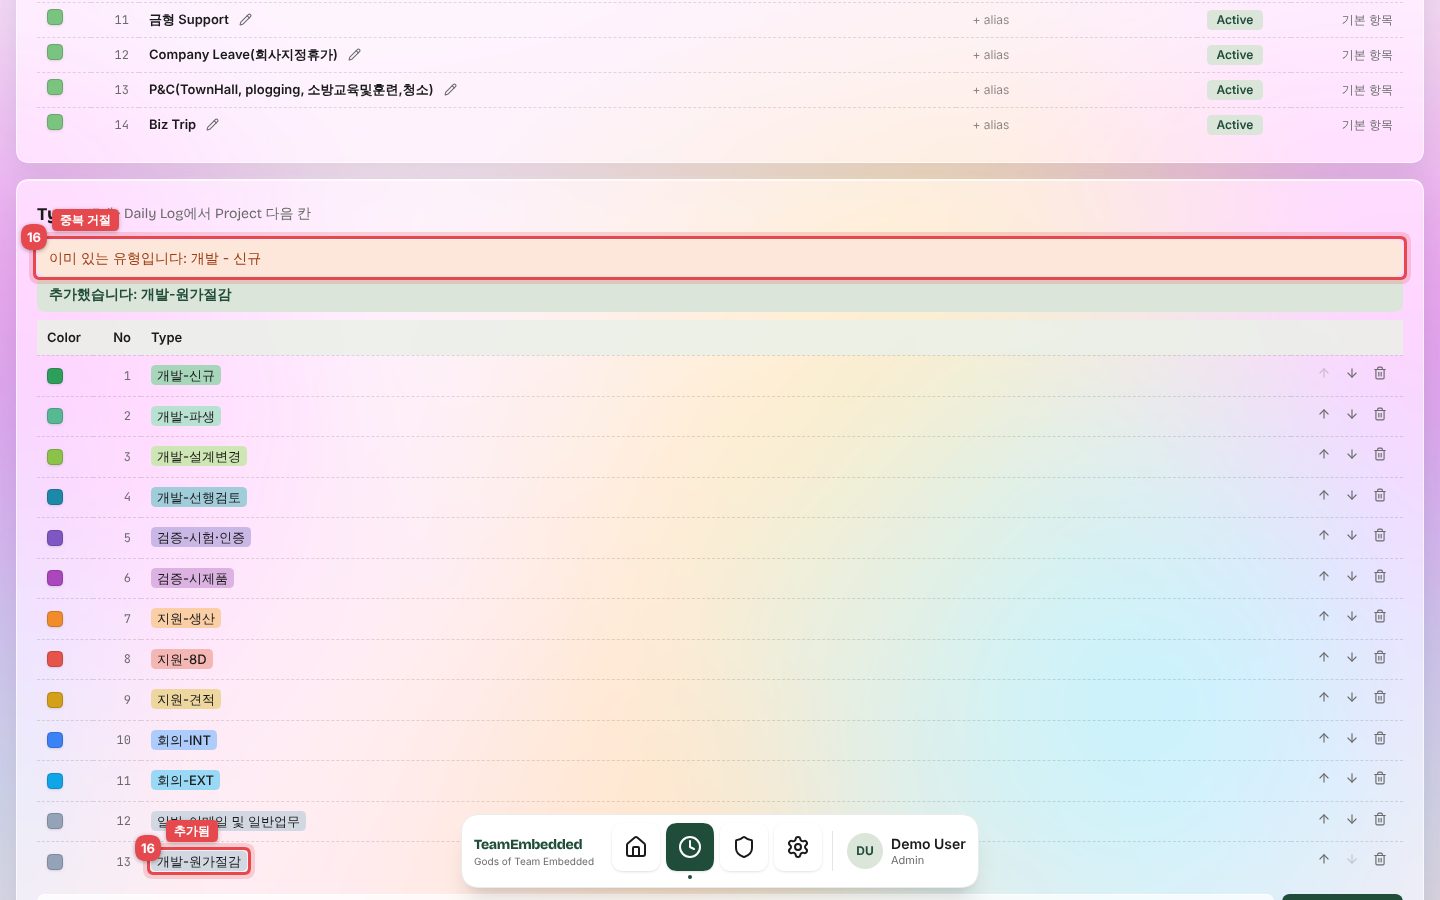 11 금형 Support + alias Active 기본 항목
12 Company Leave(회사지정휴가) + alias Active 기본 항목
13 P&C(TownHall, plogging, 소방교육및훈련,청소) + alias Active 기본 항목
14 Biz Trip + alias Active 기본 항목
중복 거절
Daily Log에서 Project 다음 칸
16
이미 있는 유형입니다: 개발 - 신규
추가했습니다: 개발-원가절감
Color No Type
1 개발-신규
2 개발-파생
3 개발-설계변경
4 개발-선행검토
5 검증-시험·인증
6 검증-시제품
7 지원-생산
8 지원-8D
9 지원-견적
10 회의-INT
11 회의-EXT
12 및 일반업무
추가됨
16
13 개발-원가절감
TeamEmbedded
Gods of Team Embedded
DU
Demo User
Admin